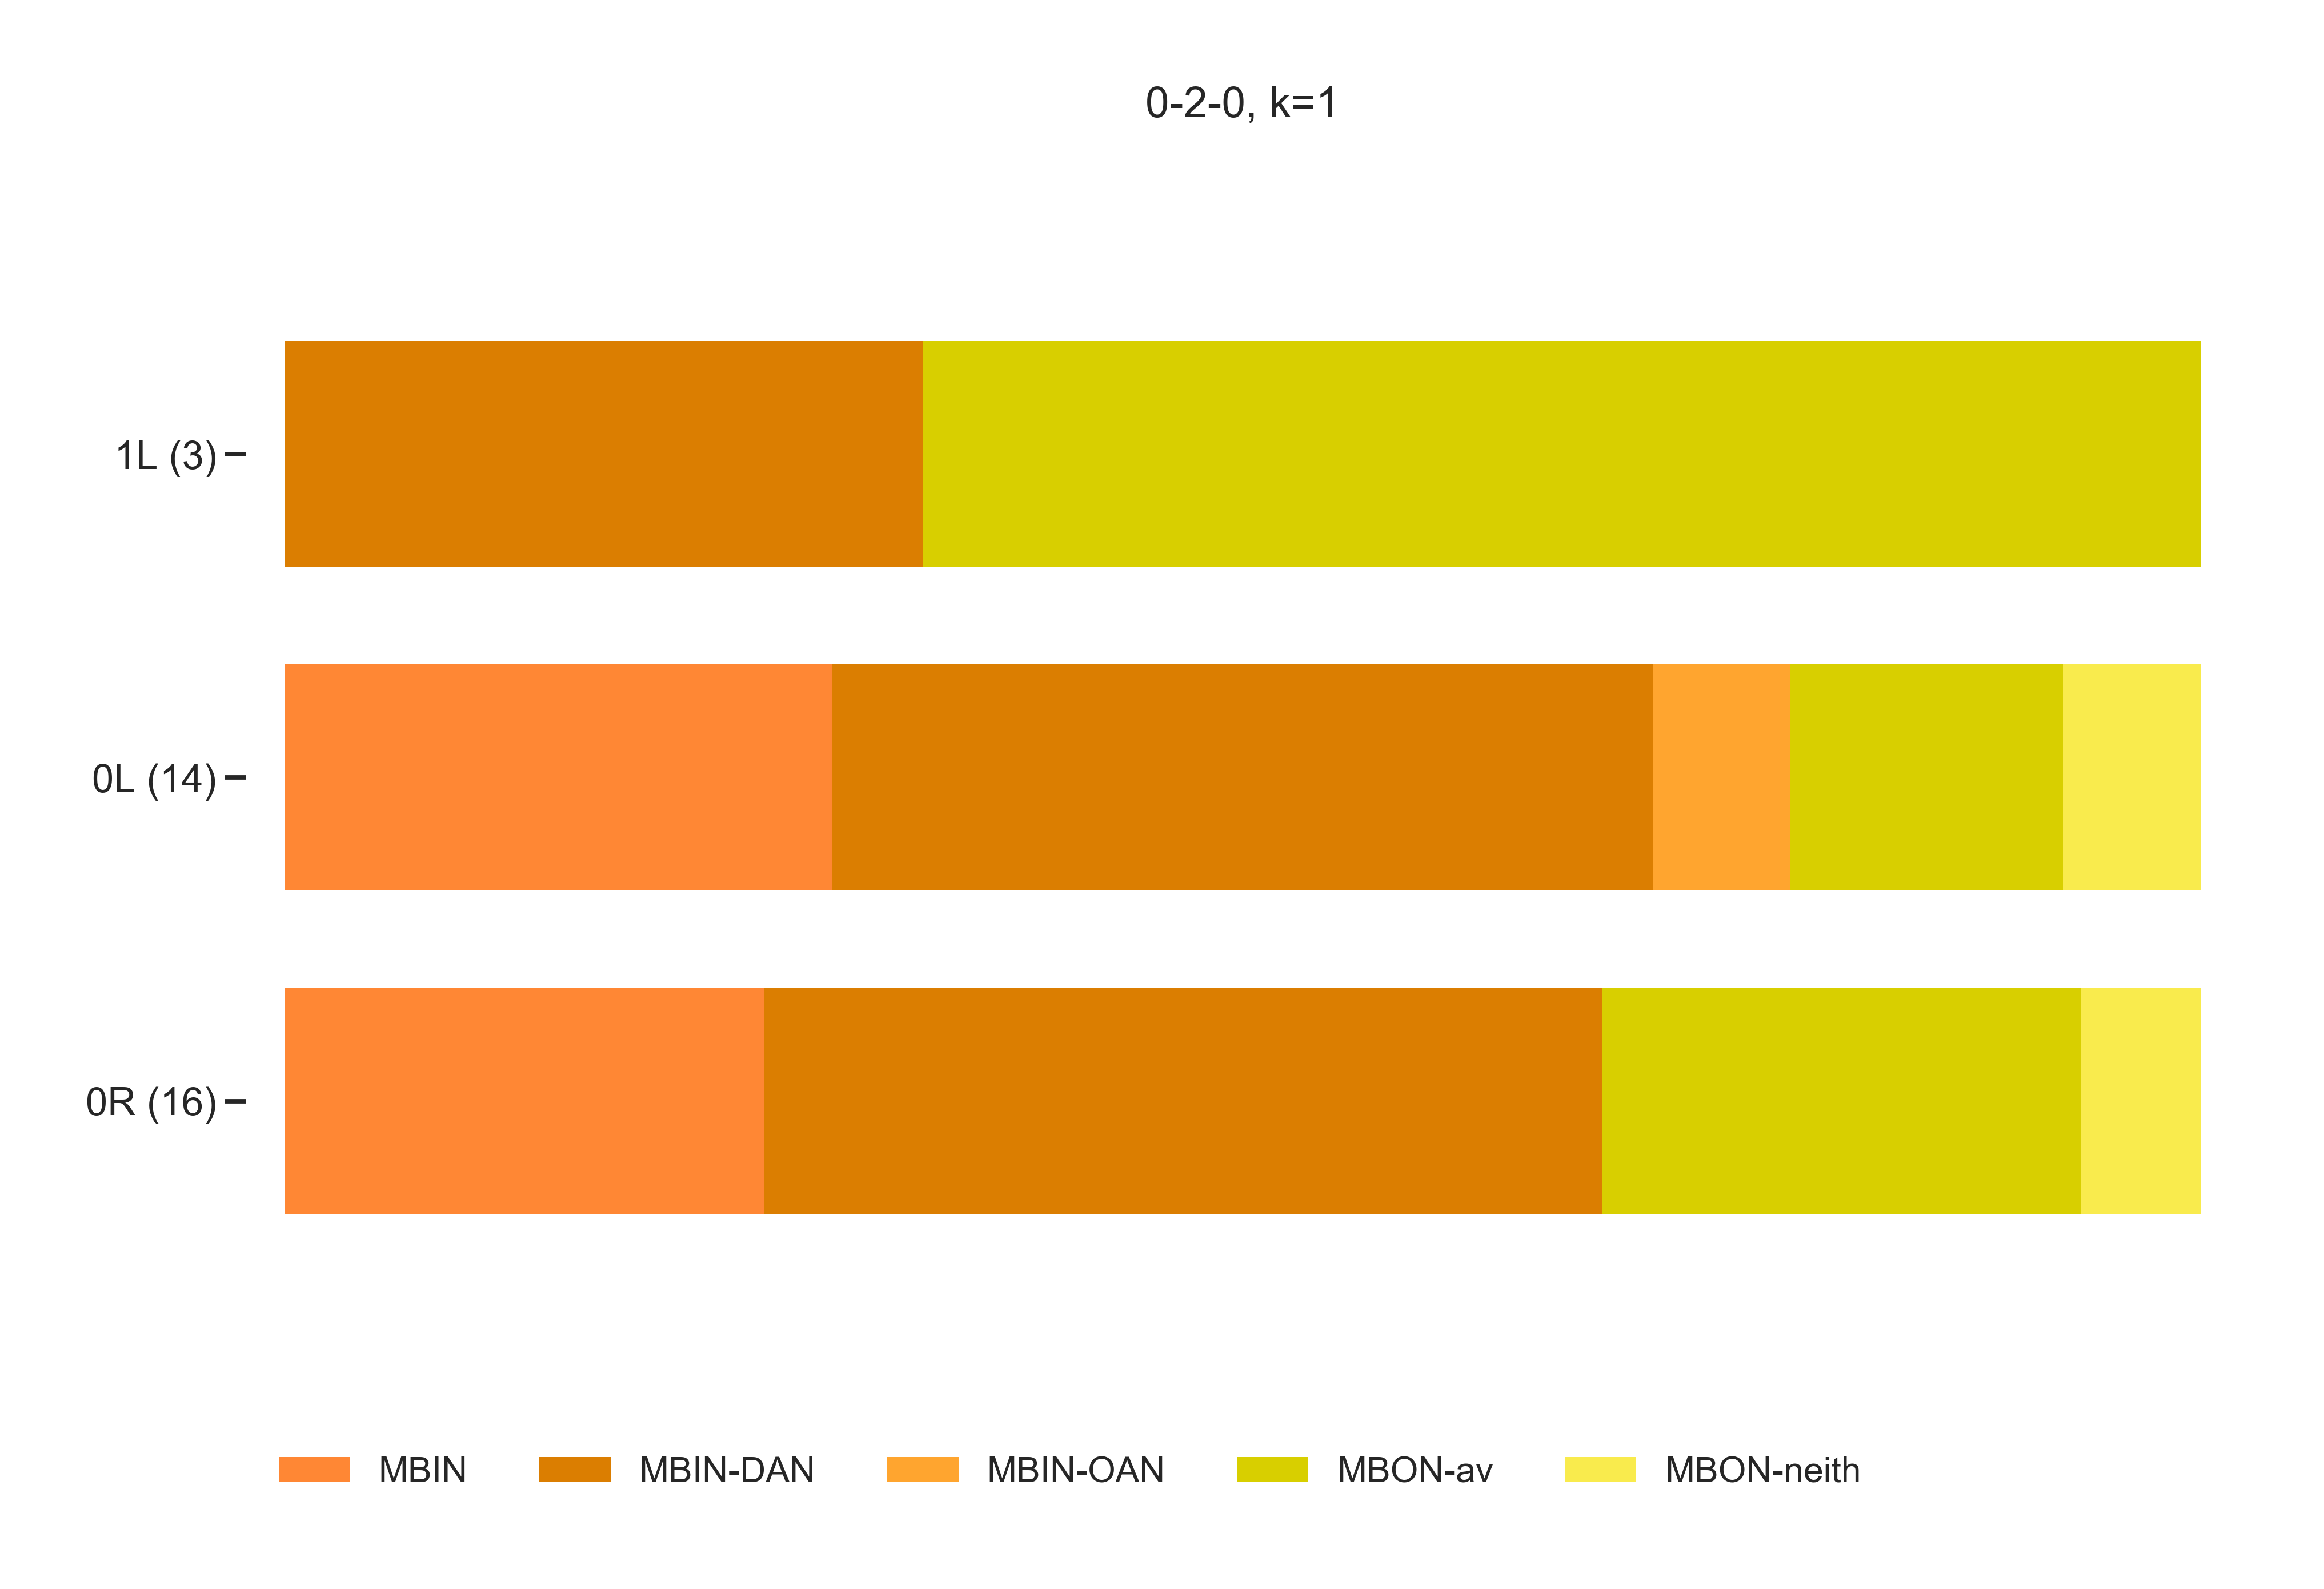 0-2-0, k=1
1L (3)
0L (14)
0R (16)
MBIN MBIN-DAN MBIN-OAN MBON-av MBON-neith